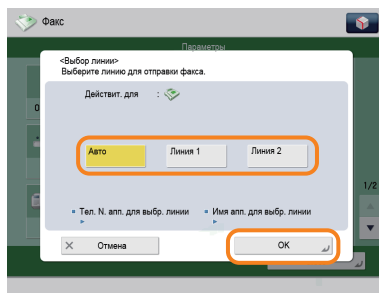 Факс
Параметры
<Выбор линии>
Выберите линию для отправки факса.
Действит. для :
0
Авто Линия 1 Линия 2
1/2
Тел. N. апп. для выбр. линии Имя апп. для выбр. линии
Отмена OK